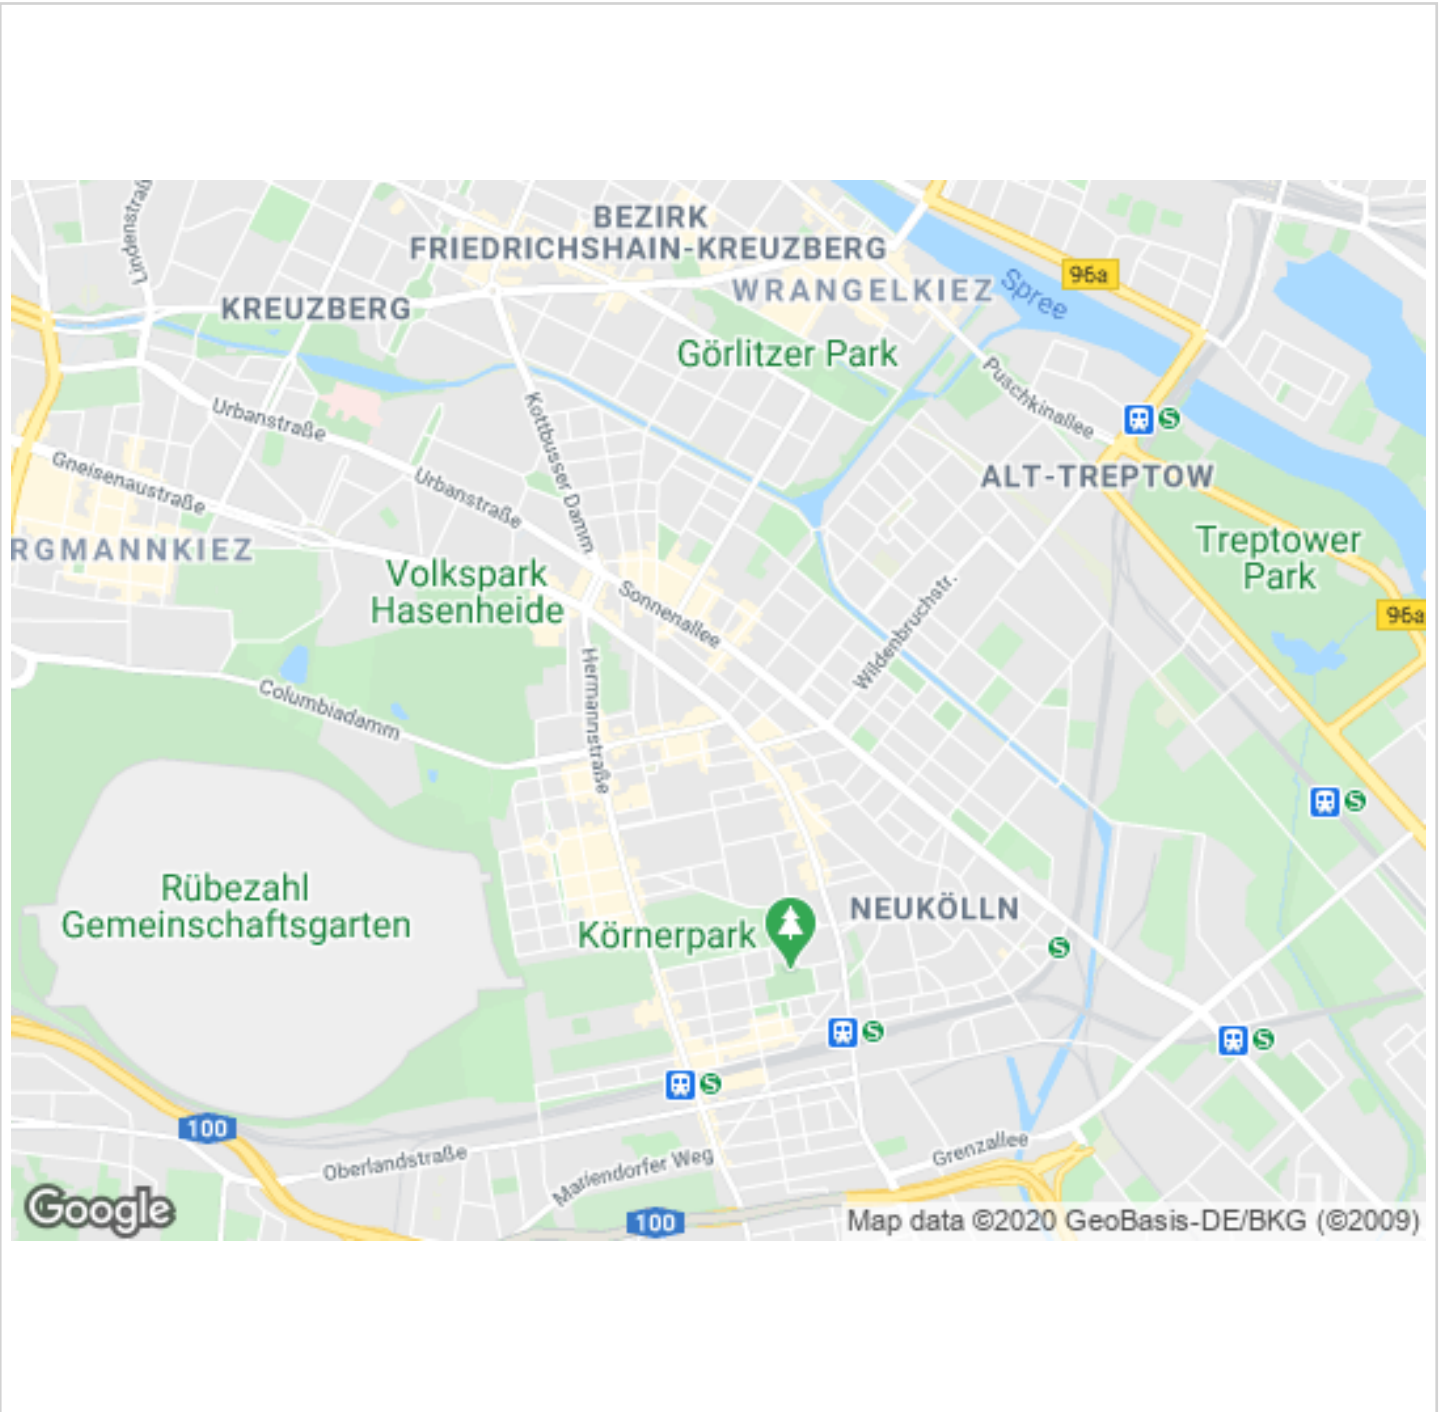 Lindenstraß
BEZIRK
FRIEDRICHSHAIN-KREUZBERG
96a
WRANGELKIEZ
Spree
KREUZBERG
Görlitzer Park
Puschkinallee
Urbanstraße
Kottbusser Damm
S
Gneisenaustraße
Urbanstraße
ALT-TREPTOW
RGMANNKIEZ
Treptower
Park
Volkspark
Hasenheide
Sonnenallee
Wildenbruchstr.
96a
Hermannstraße
Columbiadamm
S
Rübezahl
Gemeinschaftsgarten
NEUKÖLLN
Körnerpark
S
S
S
S
100
Oberlandstraße
Mariendorfer Weg
Grenzallee
Google
100
Map data ©2020 GeoBasis-DE/BKG (©2009)